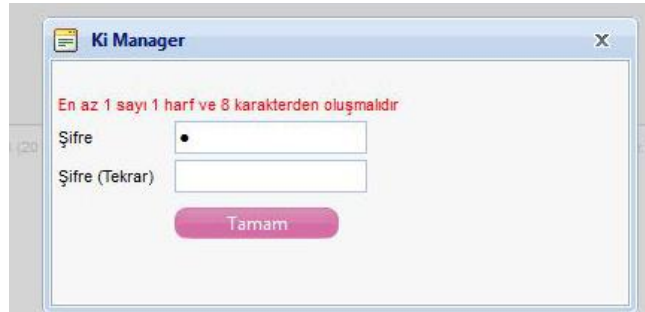 Ki Manager
x
En az 1 sayı 1 harf ve 8 karakterden oluşmalıdır
Şifre
Şifre (Tekrar)
Tamam